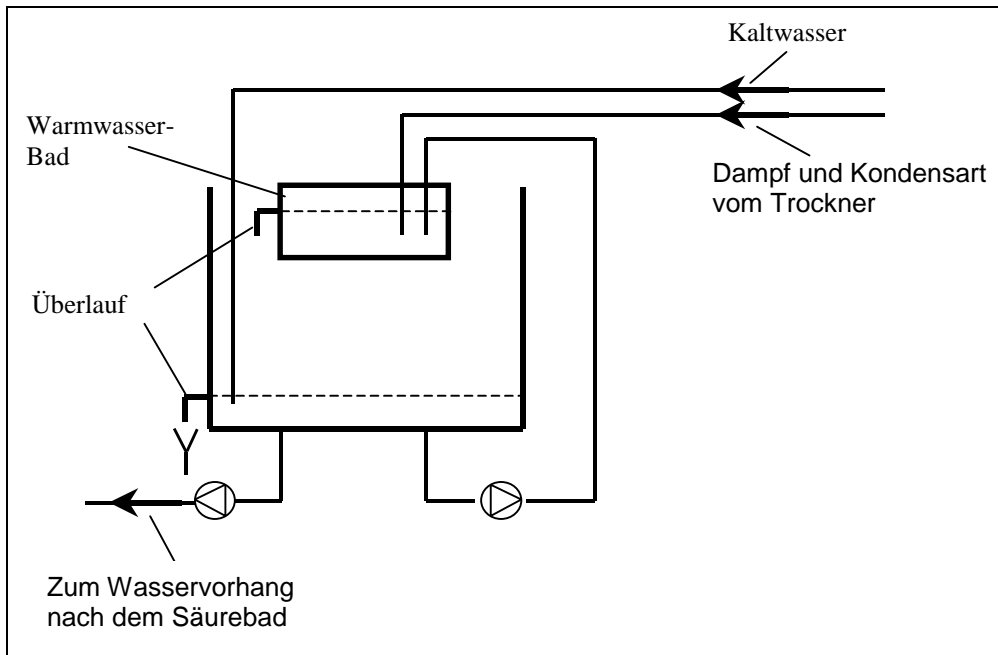 Kaltwasser
Warmwasser-
Bad
Dampf und Kondensart
vom Trockner
Überlauf
Zum Wasservorhang
nach dem Säurebad